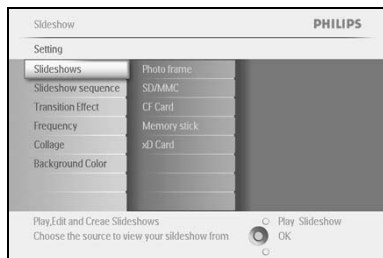 Slideshow PHILIPS
Setting
Slideshows Photo frame
Slideshow sequence SD/MMC
Transition Effect CF Card
Frequency Memory stick
Collage xD Card
Background Color
Play,Edit and Creae Slideshows Play Slideshow
Choose the source to view your slideshow from OK